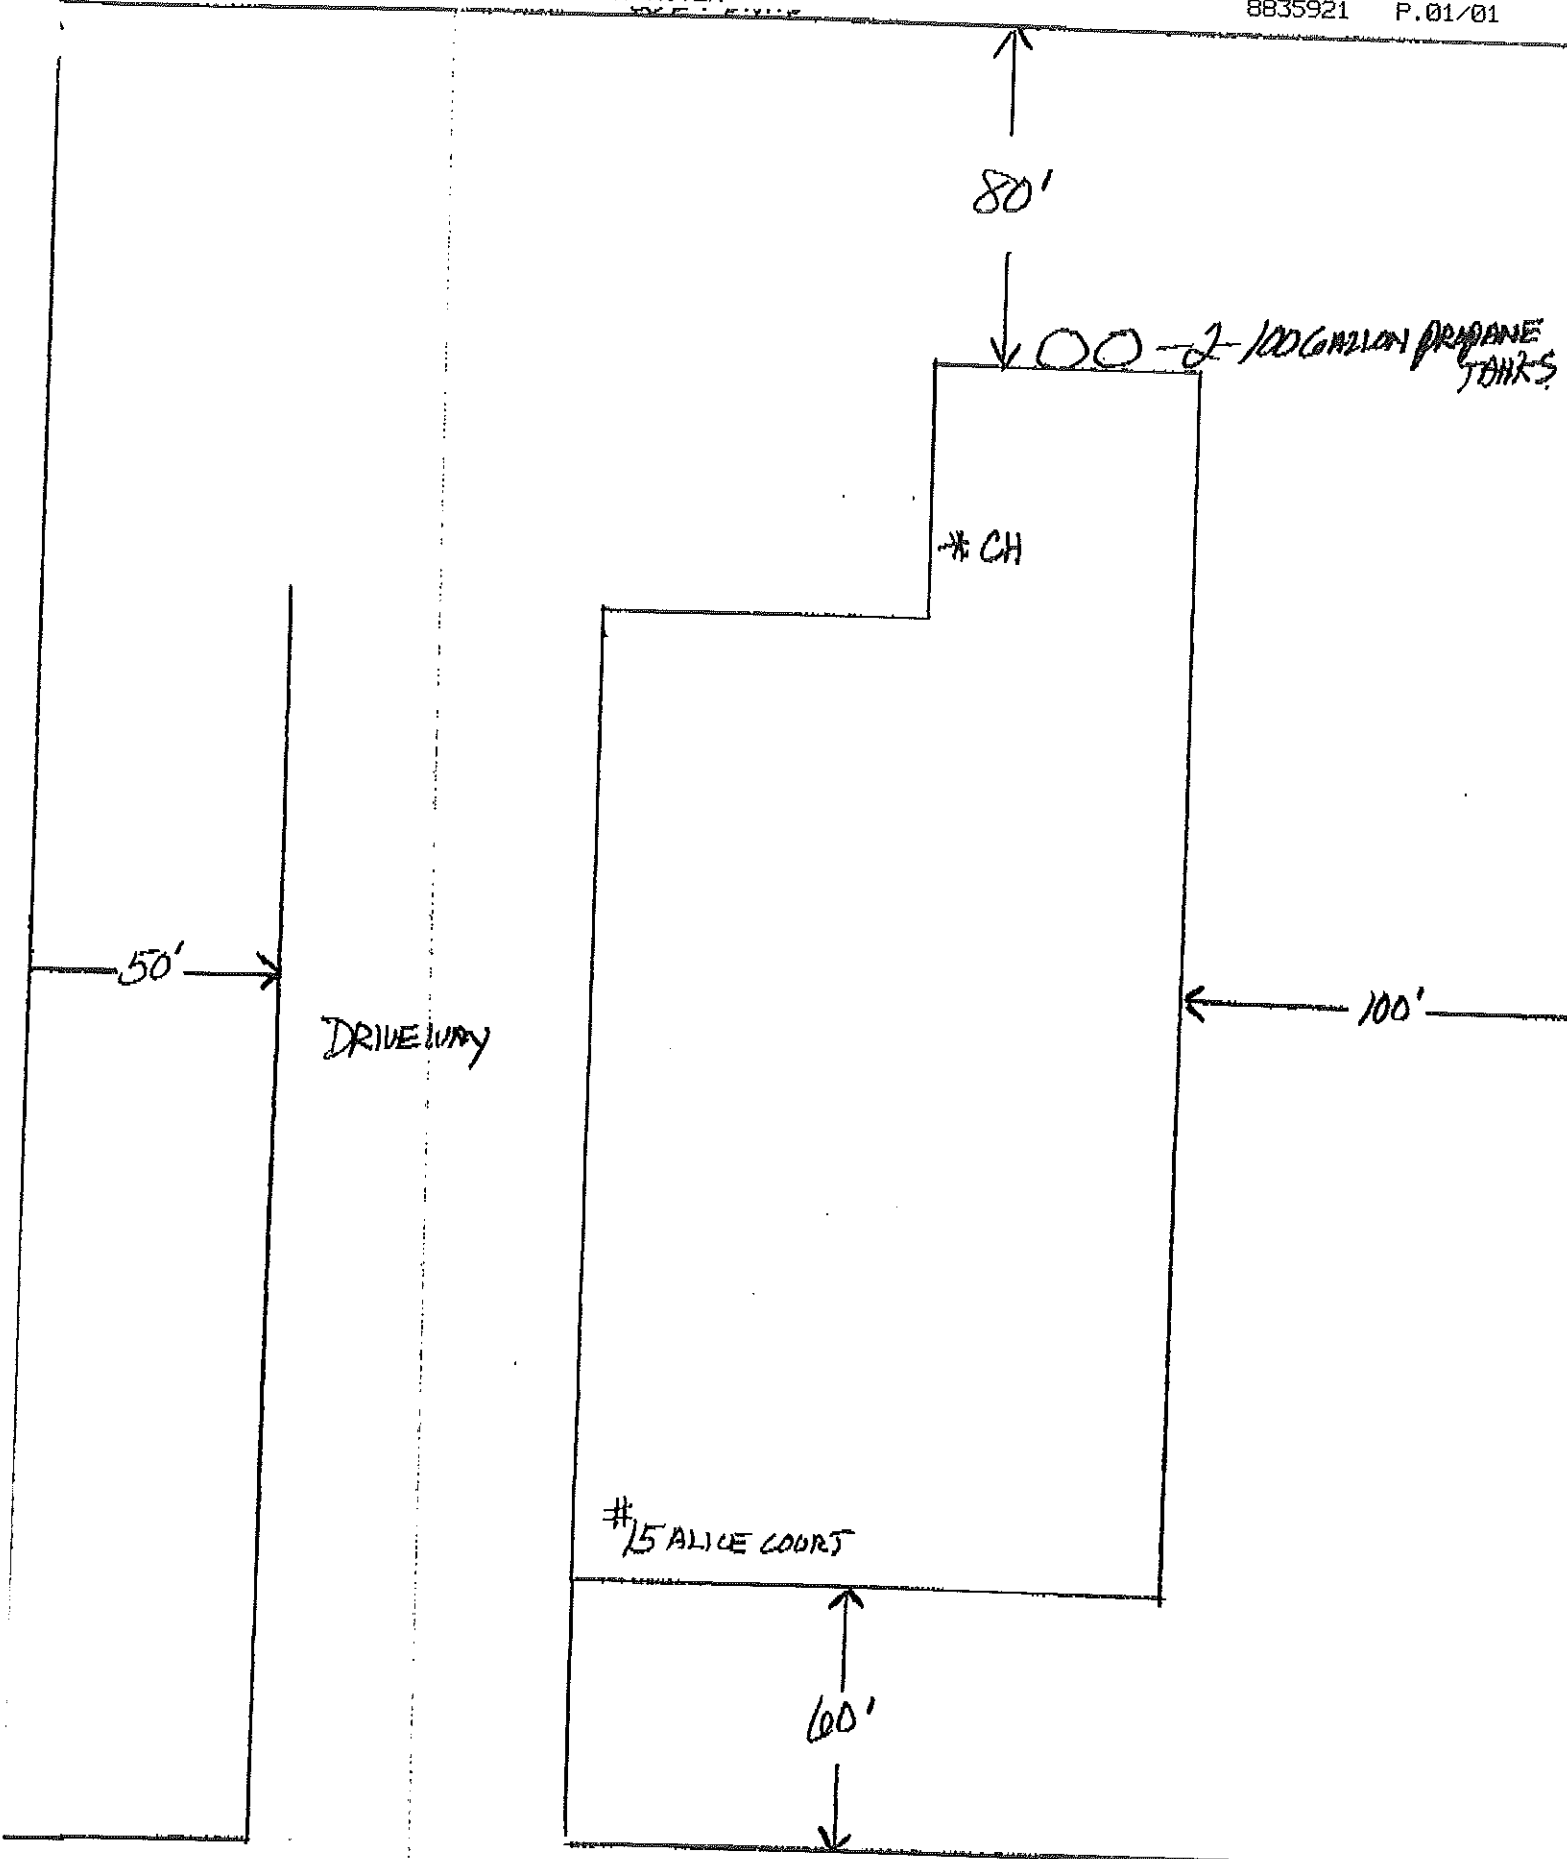 8835921 P.01/01
80'
-2-100 GALLON PROPANE
TANKS
* CH
50'
100'
DRIVEWAY
#15 ALICE COURT
60'